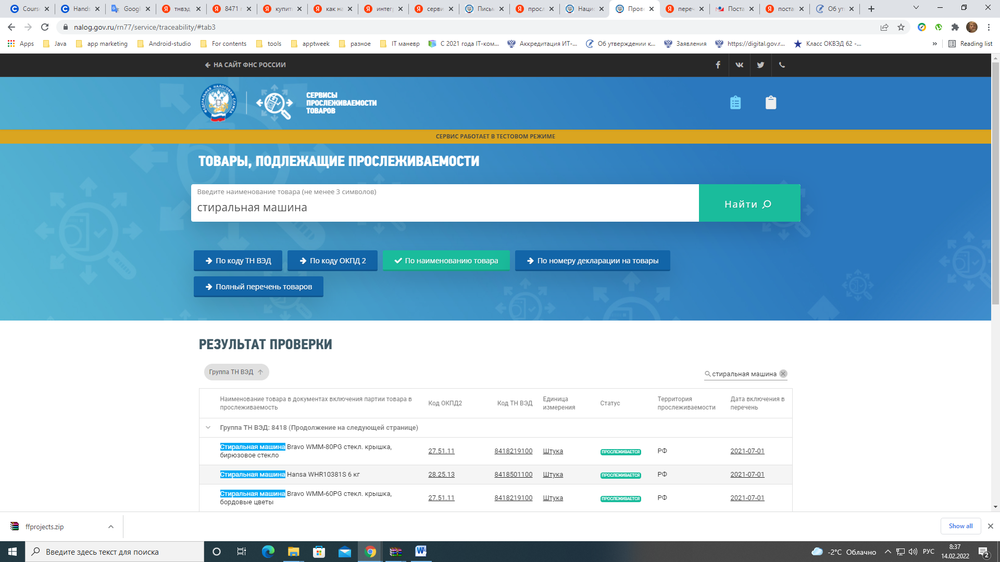 Cours
Hands
Googl
тнвэд
8471 г
купит
как на
интег
серви
Письм
просл
Нацис
Прове
переч
Поста
поста
Об ут
nalog.gov.ru/rn77/service/traceability/#tab3
Apps
Java
app marketing
Android-studio
For contents
tools
apptweek
разное
IT маневр
С 2021 года IT-ком...
Аккредитация ИТ-...
Об утверждении к...
Заявления
https://digital.gov.r...
Класс ОКВЭД 62 -...
»
Reading list
НА САЙТ ФНС РОССИИ
ФЕДЕРАЛЬНАЯ НАЛОГОВАЯ СЛУЖБА
СЕРВИСЫ
ПРОСЛЕЖИВАЕМОСТИ
ТОВАРОВ
СЕРВИС РАБОТАЕТ В ТЕСТОВОМ РЕЖИМЕ
ТОВАРЫ, ПОДЛЕЖАЩИЕ ПРОСЛЕЖИВАЕМОСТИ
Введите наименование товара (не менее 3 символов)
стиральная машина
Найти
По коду ТН ВЭД
По коду ОКПД 2
По наименованию товара
По номеру декларации на товары
Полный перечень товаров
РЕЗУЛЬТАТ ПРОВЕРКИ
Группа ТН ВЭД
стиральная машина
Наименование товара в документах включения партии товара в
прослеживаемость
Код ОКПД2
Код ТН ВЭД
Единица
измерения
Статус
Территория
прослеживаемости
Дата включения в
перечень
Группа ТН ВЭД: 8418 (Продолжение на следующей странице)
Стиральная машина Bravo WMM-80PG стекл. крышка,
бирюзовое стекло
27.51.11
8418219100
Штука
ПРОСЛЕЖИВАЕТСЯ
РФ
2021-07-01
Стиральная машина Hansa WHR10381S 6 кг
28.25.13
8418501100
Штука
ПРОСЛЕЖИВАЕТСЯ
РФ
2021-07-01
Стиральная машина Bravo WMM-60PG стекл. крышка,
бордовые цветы
27.51.11
8418219100
Штука
ПРОСЛЕЖИВАЕТСЯ
РФ
2021-07-01
ffprojects.zip
Show all
Введите здесь текст для поиска
-2°C Облачно
РУС
8:37
14.02.2022
2